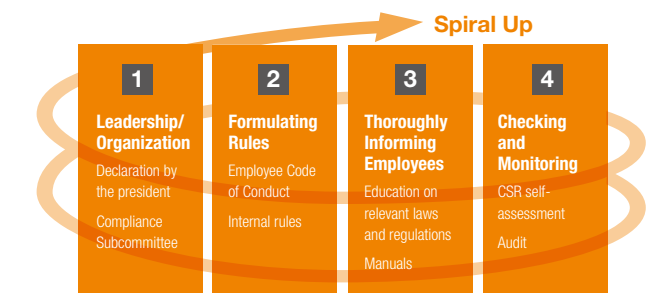 Spiral Up
1
Leadership/
Organization
Declaration by
the president
Compliance
Subcommittee
2
Formulating
Rules
Employee Code
of Conduct
Internal rules
3
Thoroughly
Informing
Employees
Education on
relevant laws
and regulations
Manuals
4
Checking
and
Monitoring
CSR self-
assessment
Audit